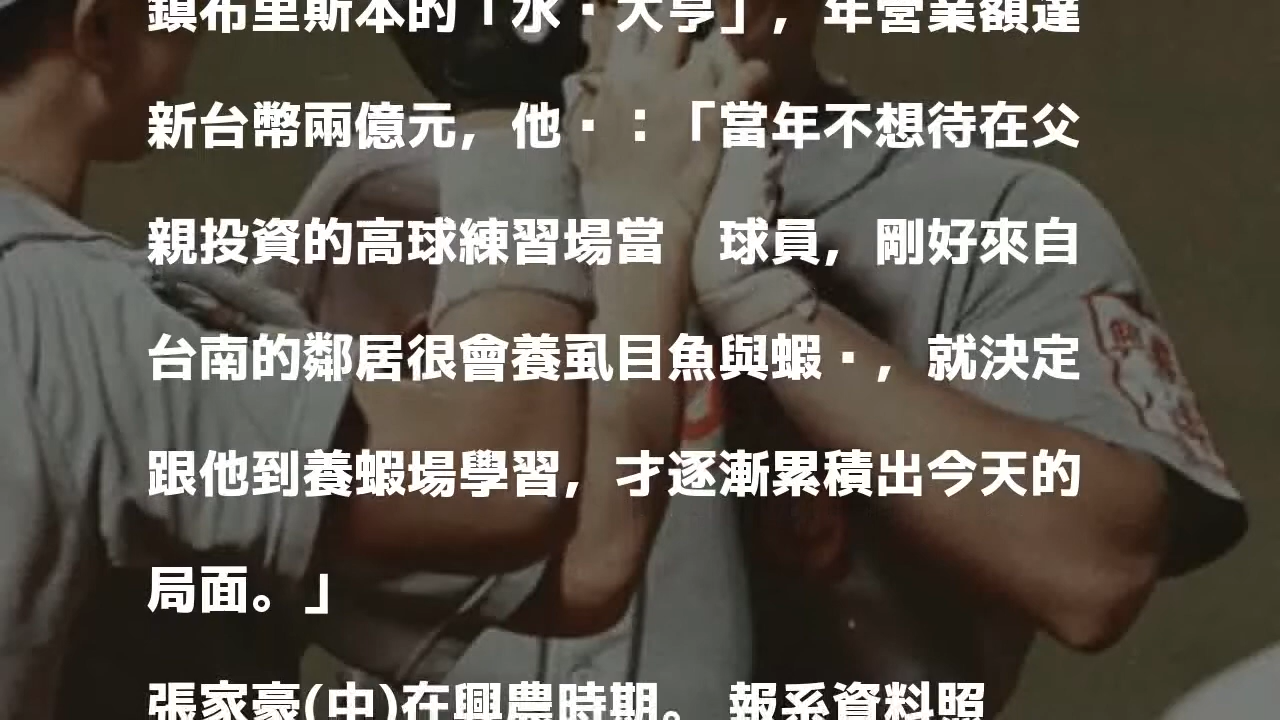 鎮布里斯本的「水·大亨」，年營業額達
新台幣兩億元，他·：「當年不想待在父
親投資的高球練習場當　球員，剛好來自
台南的鄰居很會養虱目魚與蝦·，就決定
跟他到養蝦場學習，才逐漸累積出今天的
局面。」
張家豪(中)在興農時期。 報系資料照